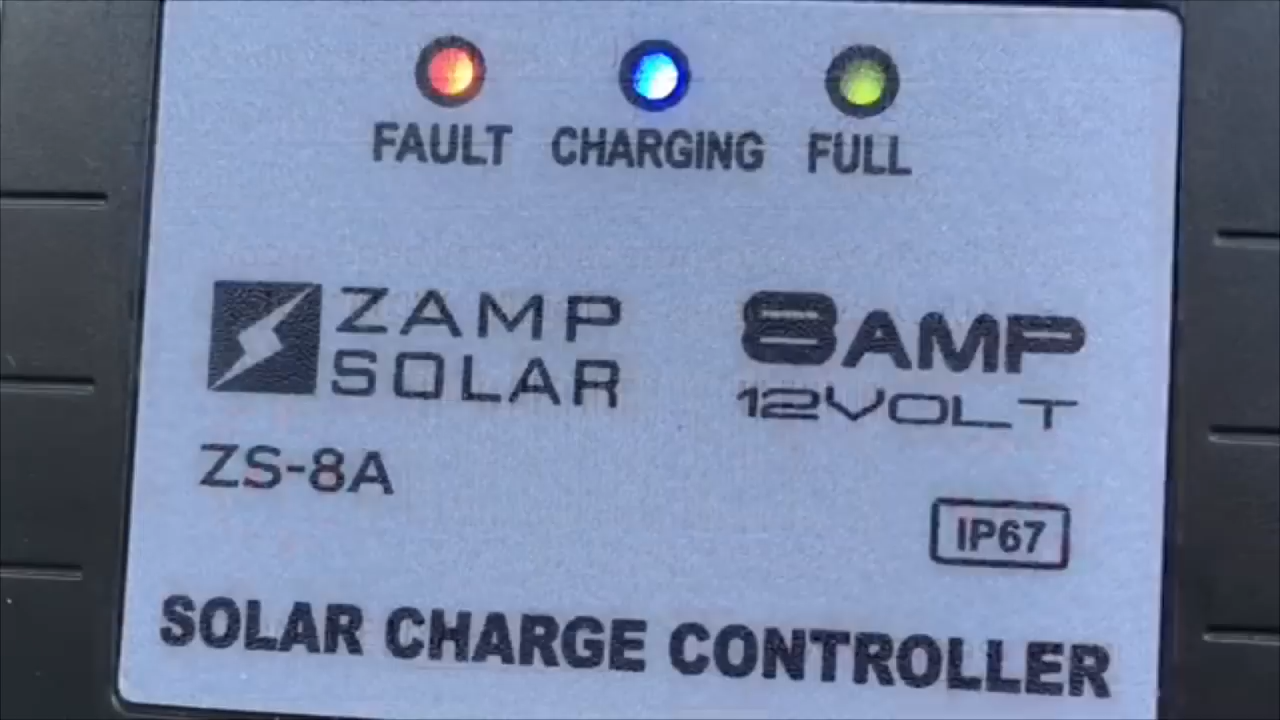 FAULT CHARGING FULL
ZAMP
SOLAR
8AMP
12VOLT
ZS-8A
IP67
SOLAR CHARGE CONTROLLER